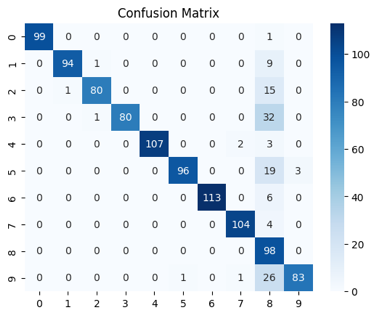 Confusion Matrix
0 99 0 0 0 0 0 0 0 1 0
1 0 94 1 0 0 0 0 0 9 0
2 0 1 80 0 0 0 0 0 15 0
3 0 0 1 80 0 0 0 0 32 0
4 0 0 0 0 107 0 0 2 3 0
5 0 0 0 0 0 96 0 0 19 3
6 0 0 0 0 0 0 113 0 6 0
7 0 0 0 0 0 0 0 104 4 0
8 0 0 0 0 0 0 0 0 98 0
9 0 0 0 0 0 1 0 1 26 83
0 1 2 3 4 5 6 7 8 9
100
80
60
40
20
0